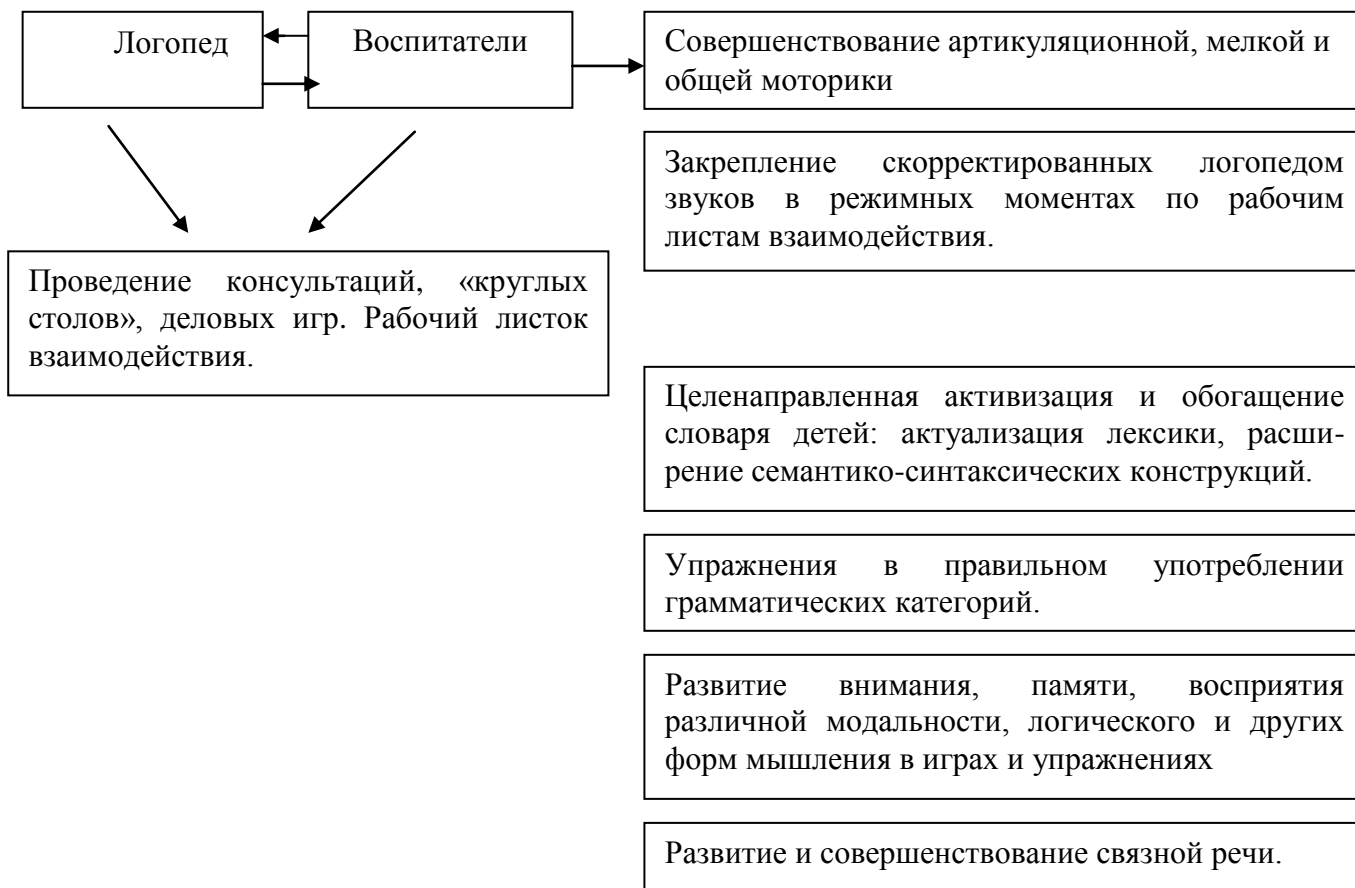 Логопед
Воспитатели
Совершенствование артикуляционной, мелкой и
общей моторики
Закрепление скорректированных логопедом
звуков в режимных моментах по рабочим
листам взаимодействия.
Проведение консультаций, «круглых
столов», деловых игр. Рабочий листок
взаимодействия.
Целенаправленная активизация и обогащение
словаря детей: актуализация лексики, расши-
рение семантико-синтаксических конструкций.
Упражнения в правильном употреблении
грамматических категорий.
Развитие внимания, памяти, восприятия
различной модальности, логического и других
форм мышления в играх и упражнениях
Развитие и совершенствование связной речи.